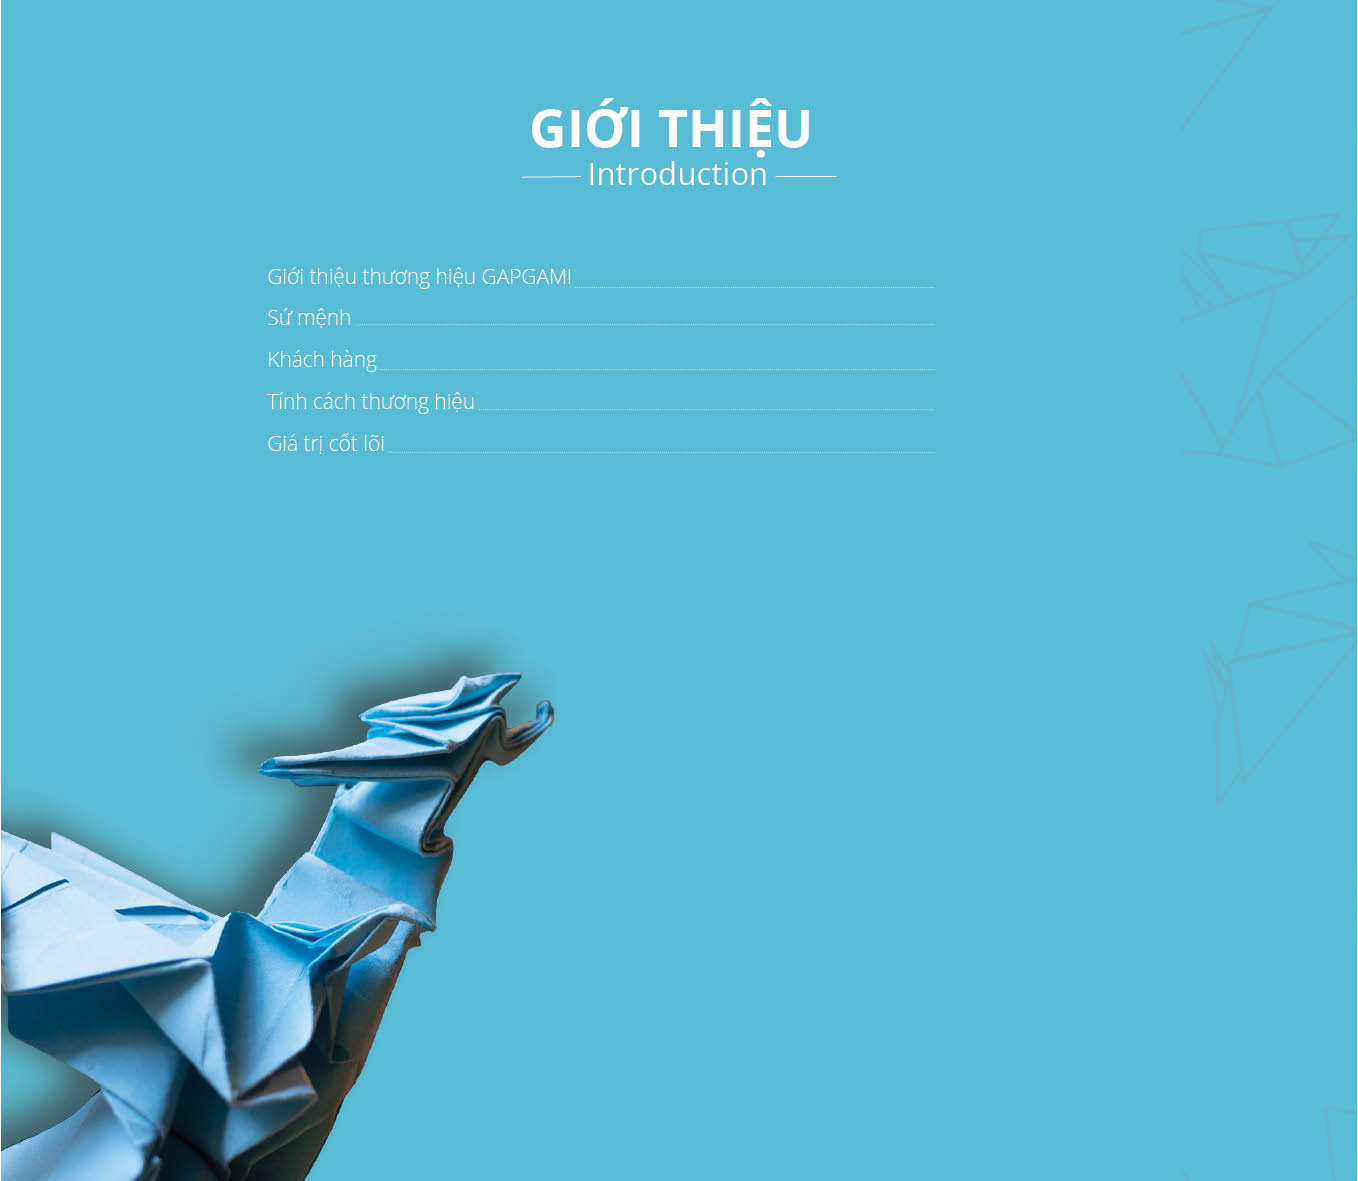 GIỚI THIỆU
Introduction
Giới thiệu thương hiệu GAPGAMI
Sứ mệnh
Khách hàng
Tính cách thương hiệu
Giá trị cốt lõi